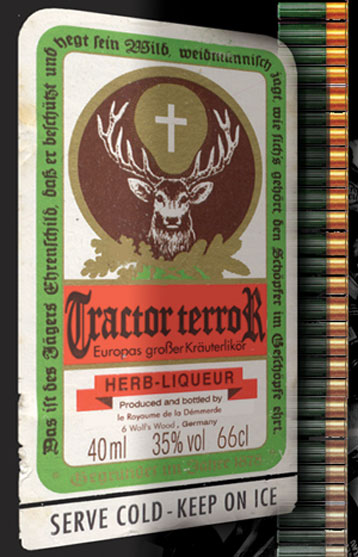 Das ist des Jägers Ehrenschild, daß er beschützt und
hegt sein Wild, weidmännisch
jagt, wie sich's gehört, den Schöpfer im Geschöpfe ehrt.
Tractor terroR
Europas großer Kräuterlikör
HERB-LIQUEUR
Produced and bottled by
le Royaume de la Démmerde
6 Wolf's Wood, Germany
40ml 35% vol 66cl
SERVE COLD - KEEP ON ICE